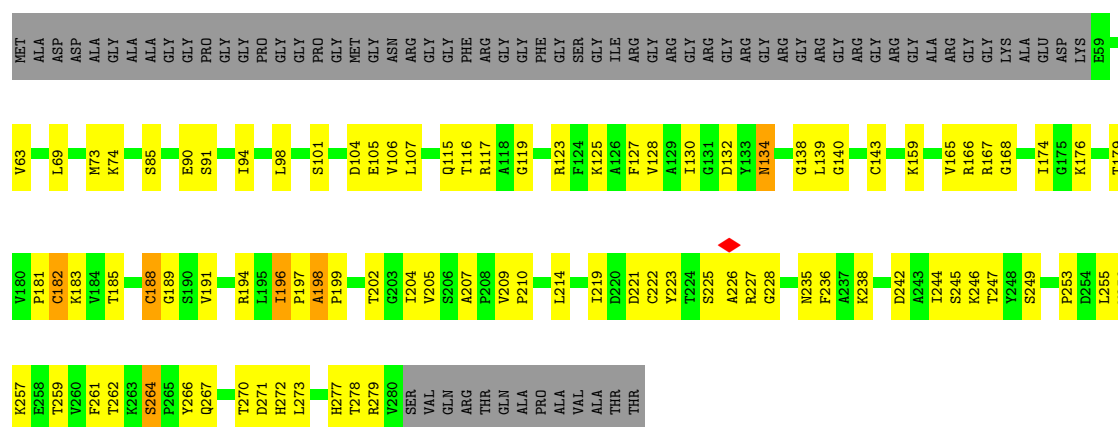 MET ALA ASP ASP ALA GLY ALA ALA GLY GLY PRO GLY GLY PRO GLY GLY PRO GLY MET GLY ASN ARG GLY GLY PHE ARG GLY GLY PHE GLY SER GLY ILE ARG GLY ARG GLY ARG GLY ARG GLY ARG GLY ARG GLY ARG GLY ARG GLY ALA ARG GLY GLY LYS ALA GLU ASP LYS E59
V63 L69 M73 K74 S85 E90 S91 I94 L98 S101 D104 E105 V106 L107 Q115 T116 R117 A118 G119 R123 F124 K125 A126 F127 V128 A129 I130 G131 D132 Y133 N134 G138 L139 G140 C143 K159 V165 R166 R167 G168 I174 G175 K176 T179
V180 P181 C182 K183 V184 T185 C188 G189 S190 V191 R194 L195 I196 P197 A198 P199 T202 G203 I204 V205 S206 A207 P208 V209 P210 L214 I219 D220 D221 C222 Y223 T224 S225 A226 R227 G228 N235 F236 A237 K238 D242 A243 I244 S245 K246 T247 Y248 S249 P253 D254 L255
K257 E258 T259 V260 F261 T262 K263 S264 P265 Y266 Q267 T270 D271 H272 L273 H277 T278 R279 V280 SER VAL GLN ARG THR GLN ALA PRO ALA VAL ALA THR THR